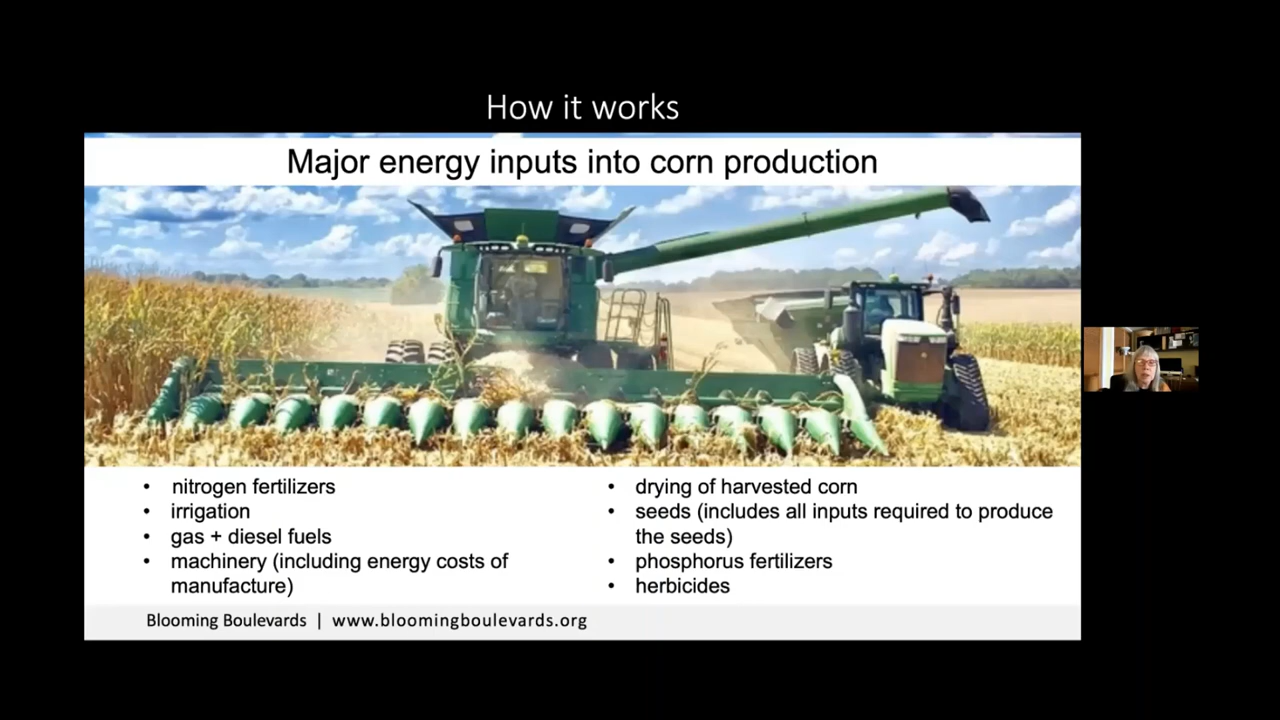 How it works
Major energy inputs into corn production
• nitrogen fertilizers
• irrigation
• gas + diesel fuels
• machinery (including energy costs of
manufacture)
• drying of harvested corn
• seeds (includes all inputs required to produce
the seeds)
• phosphorus fertilizers
• herbicides
Blooming Boulevards | www.bloomingboulevards.org